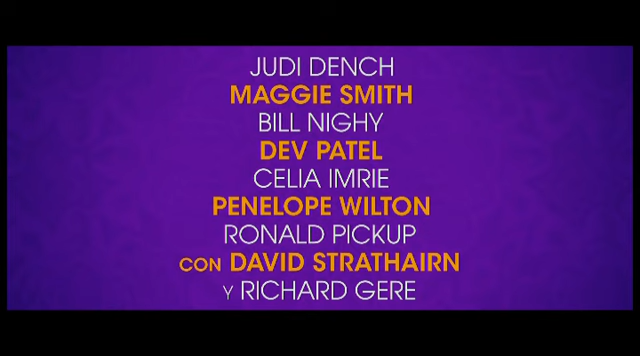 JUDI DENCH
MAGGIE SMITH
BILL NIGHY
DEV PATEL
CELIA IMRIE
PENELOPE WILTON
RONALD PICKUP
CON DAVID STRATHAIRN
Y RICHARD GERE